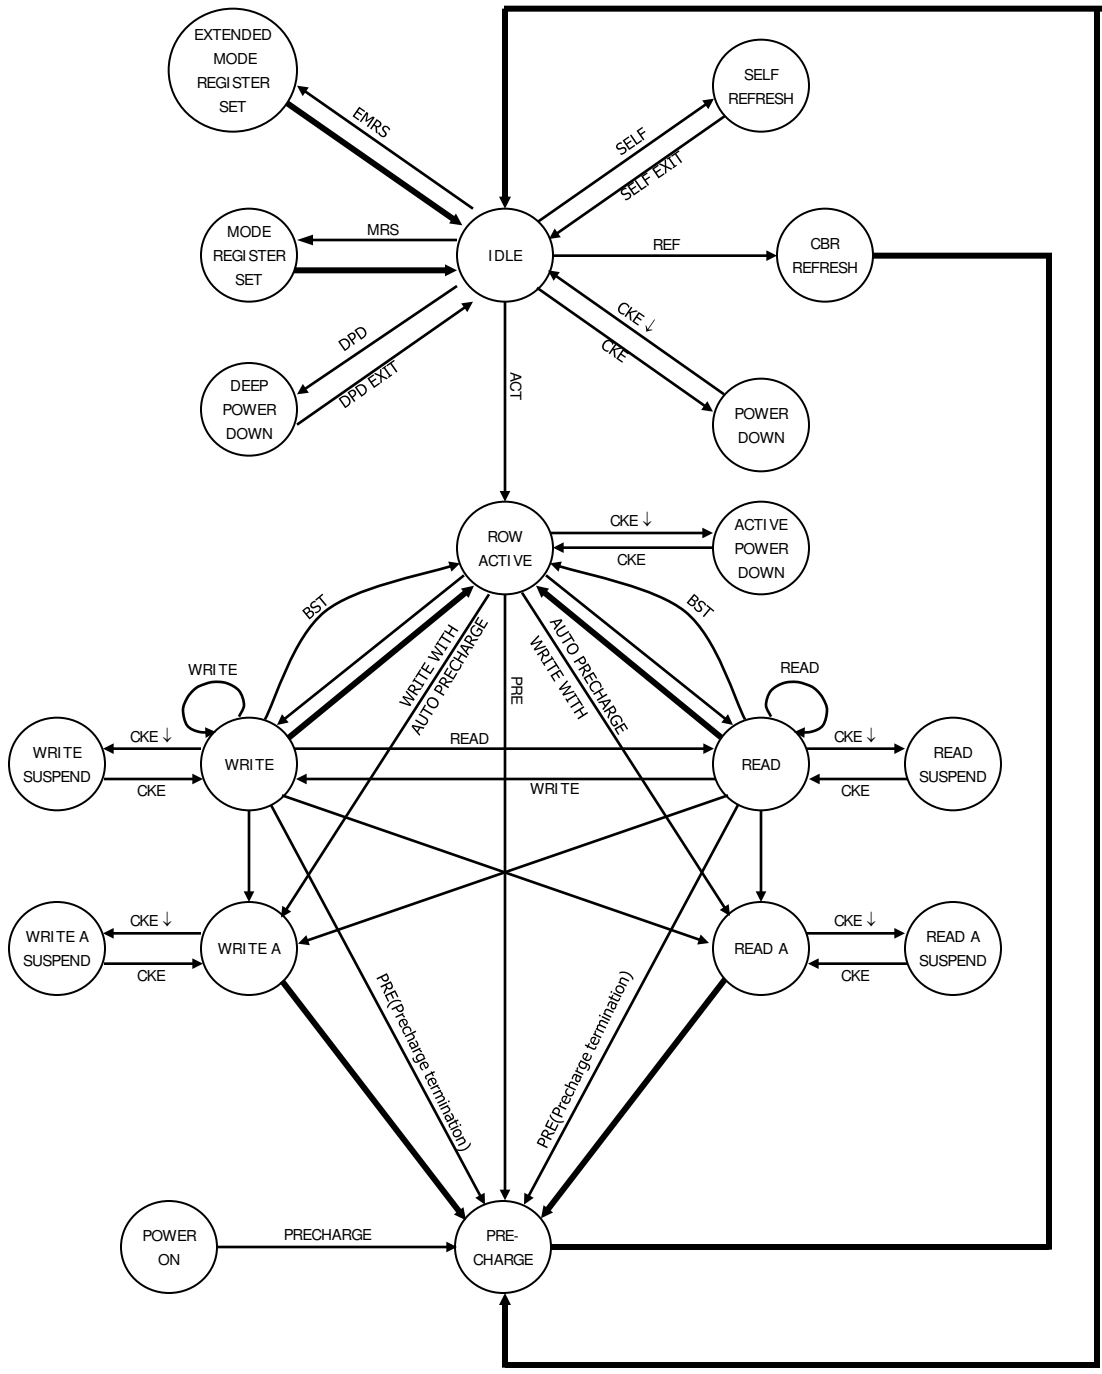 EXTENDED
MODE
REGISTER
SET
EMRS
SELF
REFRESH
SELF
SELF EXIT
MODE
REGISTER
SET
MRS
IDLE
REF
CBR
REFRESH
DPD
DPD EXIT
CKE ↓
CKE
DEEP
POWER
DOWN
ACT
POWER
DOWN
ROW
ACTIVE
CKE ↓
CKE
ACTIVE
POWER
DOWN
BST
BST
WRITE WITH
AUTO PRECHARGE
PRE
AUTO PRECHARGE
WRITE WITH
WRITE
READ
WRITE
SUSPEND
CKE ↓
CKE
WRITE
READ
WRITE
READ
CKE ↓
CKE
READ
SUSPEND
WRITE A
SUSPEND
CKE ↓
CKE
WRITE A
READ A
CKE ↓
CKE
READ A
SUSPEND
PRE(Precharge termination)
PRE(Precharge termination)
POWER
ON
PRECHARGE
PRE-
CHARGE